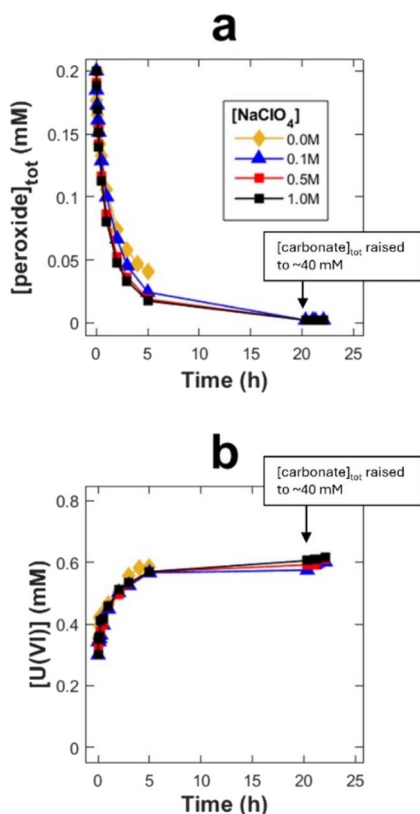 a
[peroxide]tot (mM)
0.2
0.15
0.1
0.05
0
[NaClO4]
0.0M
0.1M
0.5M
1.0M
[carbonate]tot raised
to ~40 mM
0 5 10 15 20 25
Time (h)
b
[carbonate]tot raised
to ~40 mM
[U(VI)] (mM)
0.8
0.6
0.4
0.2
0
0 5 10 15 20 25
Time (h)